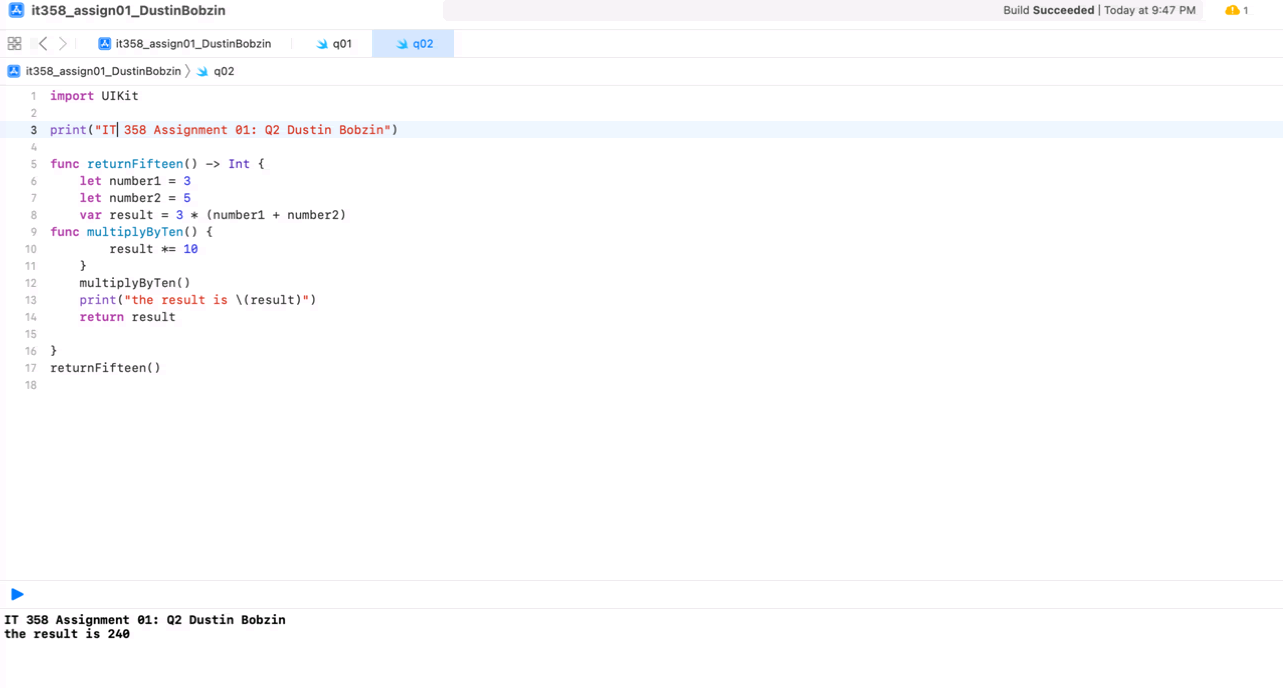 it358_assign01_DustinBobzin
Build Succeeded | Today at 9:47 PM
1
it358_assign01_DustinBobzin
q01
q02
it358_assign01_DustinBobzin 〉 q02
1 import UIKit
2
3 print("IT 358 Assignment 01: Q2 Dustin Bobzin")
4
5 func returnFifteen() -> Int {
6     let number1 = 3
7     let number2 = 5
8     var result = 3 * (number1 + number2)
9 func multiplyByTen() {
10         result *= 10
11     }
12     multiplyByTen()
13     print("the result is \(result)")
14     return result
15
16 }
17 returnFifteen()
18
IT 358 Assignment 01: Q2 Dustin Bobzin
the result is 240